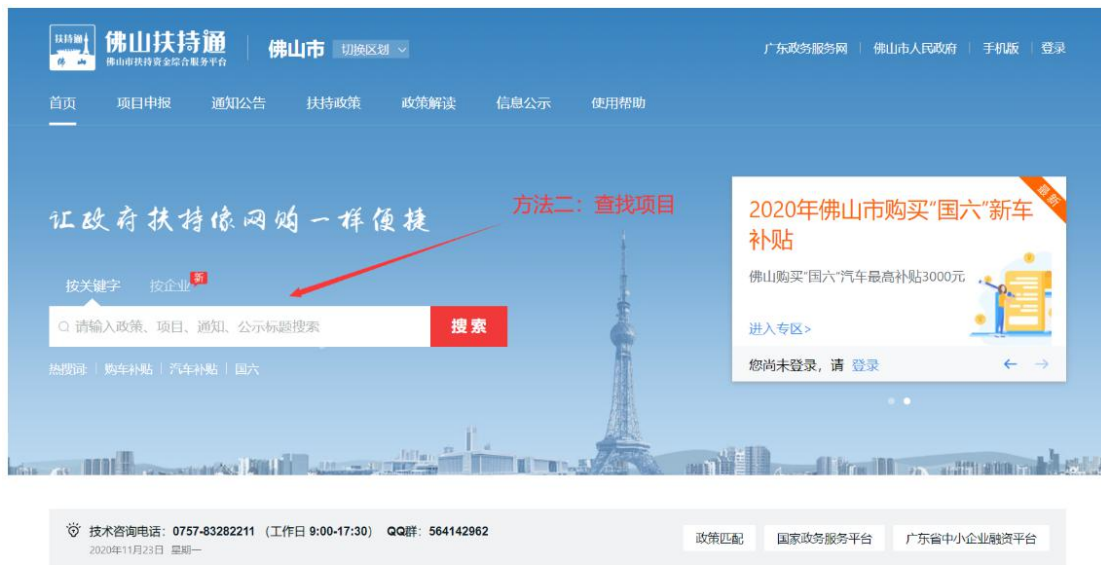 扶持通
佛山
佛山扶持通
佛山市扶持资金综合服务平台
佛山市 切换区划
广东政务服务网 佛山市人民政府 手机版 登录
首页 项目申报 通知公告 扶持政策 政策解读 信息公示 使用帮助
让政府扶持像网购一样便捷
方法二：查找项目
按关键字 按企业 新
请输入政策、项目、通知、公示标题搜索 搜索
热搜词： 购车补贴 汽车补贴 国六
最新
2020年佛山市购买“国六”新车
补贴
佛山购买“国六”汽车最高补贴3000元
进入专区>
您尚未登录，请 登录
技术咨询电话：0757-83282211 （工作日 9:00-17:30） QQ群：564142962
2020年11月23日 星期一
政策匹配 国家政务服务平台 广东省中小企业融资平台